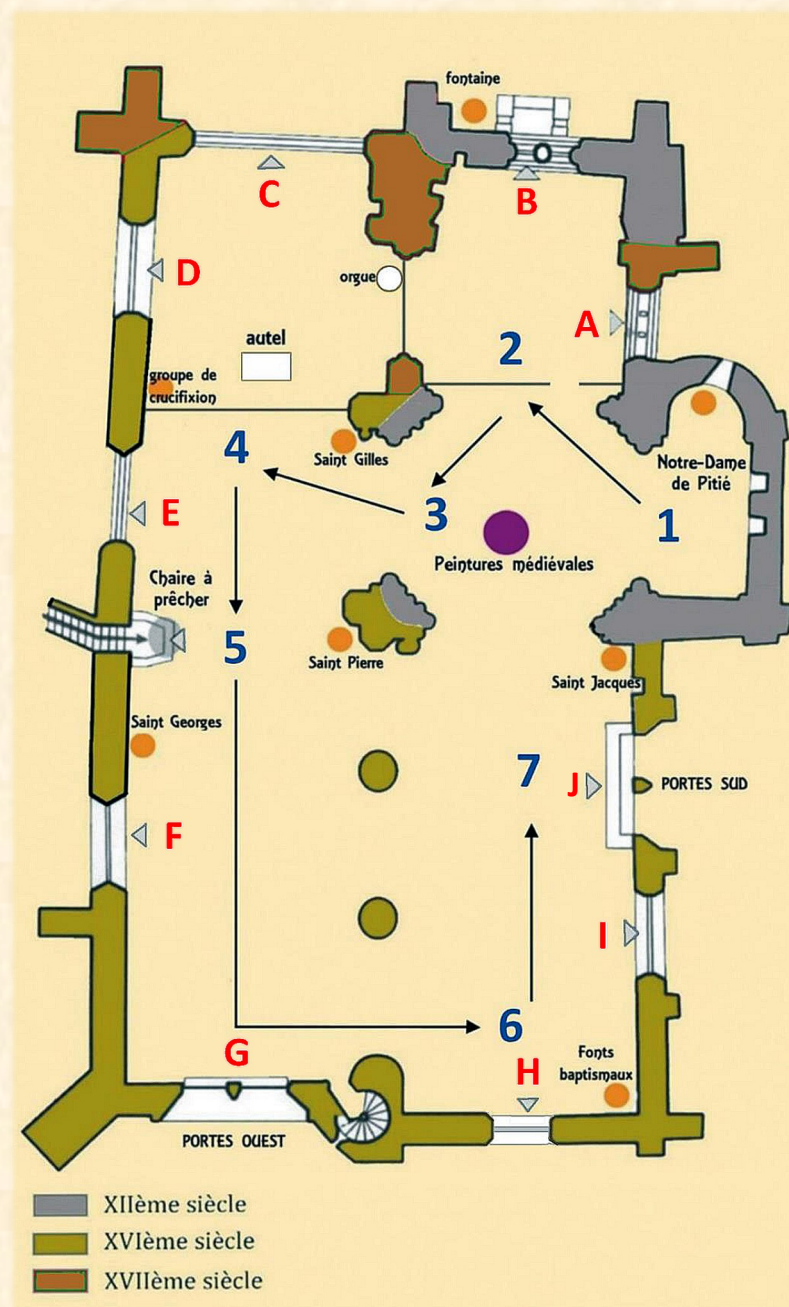 fontaine
C
B
D
orgue
A
autel
2
groupe de
crucifixion
4
Saint Gilles
Notre-Dame
de Pitié
3
1
E
Peintures médiévales
Chaire à
prêcher
5
Saint Pierre
Saint Jacques
Saint Georges
7
J
PORTES SUD
F
I
6
G
Fonts
baptismaux
H
PORTES OUEST
XIIème siècle
XVIème siècle
XVIIème siècle